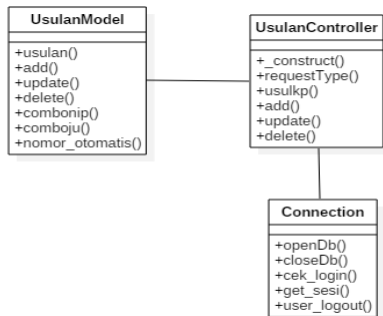 UsulanModel
+usulan()
+add()
+update()
+delete()
+combonip()
+comboju()
+nomor_otomatis()
UsulanController
+_construct()
+requestType()
+usulkp()
+add()
+update()
+delete()
Connection
+openDb()
+closeDb()
+cek_login()
+get_sesi()
+user_logout()